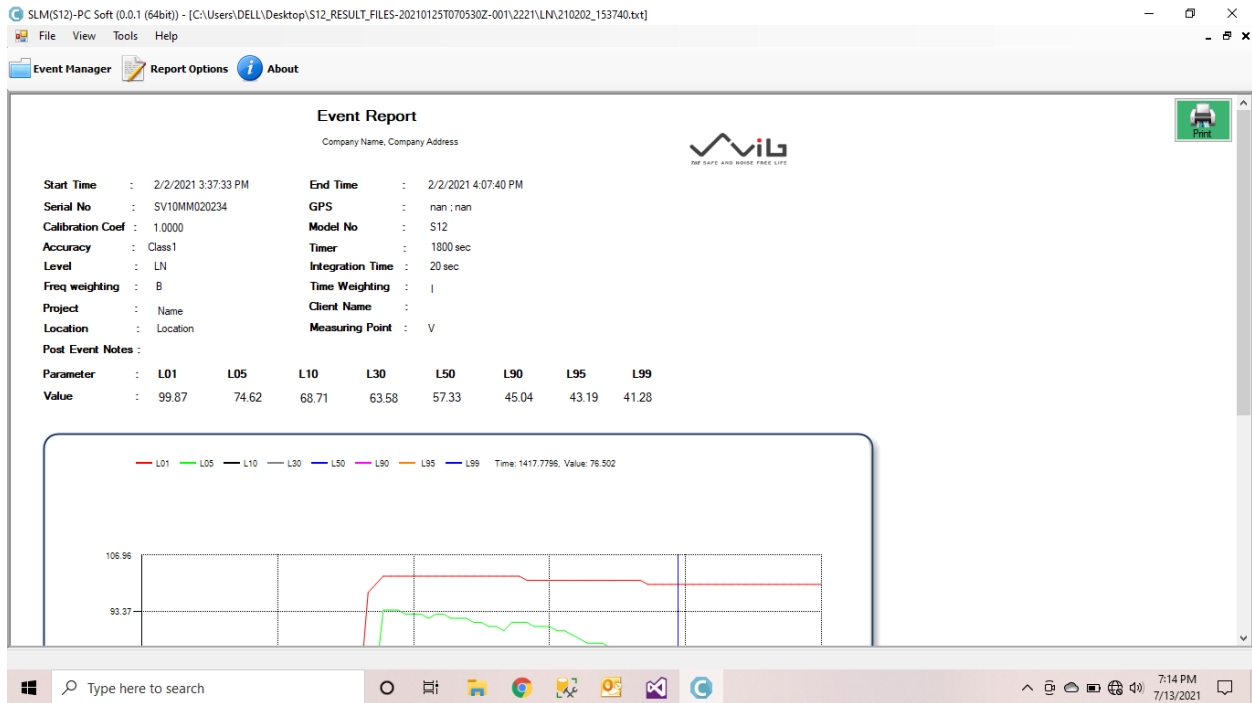 SLM(S12)-PC Soft (0.0.1 (64bit)) - [C:\Users\DELL\Desktop\S12_RESULT_FILES-20210125T070530Z-001\2221\LN\210202_153740.txt]
File View Tools Help
Event Manager Report Options About
Event Report
Company Name, Company Address
Print
THE SAFE AND NOISE FREE LIFE
Start Time : 2/2/2021 3:37:33 PM End Time : 2/2/2021 4:07:40 PM
Serial No : SV10MM020234 GPS : nan ; nan
Calibration Coef : 1.0000 Model No : S12
Accuracy : Class1 Timer : 1800 sec
Level : LN Integration Time : 20 sec
Freq weighting : B Time Weighting : I
Project : Name Client Name :
Location : Location Measuring Point : V
Post Event Notes :
Parameter : L01 L05 L10 L30 L50 L90 L95 L99
Value : 99.87 74.62 68.71 63.58 57.33 45.04 43.19 41.28
L01 L05 L10 L30 L50 L90 L95 L99 Time: 1417.7796, Value: 76.502
106.96
93.37
Type here to search
7:14 PM
7/13/2021